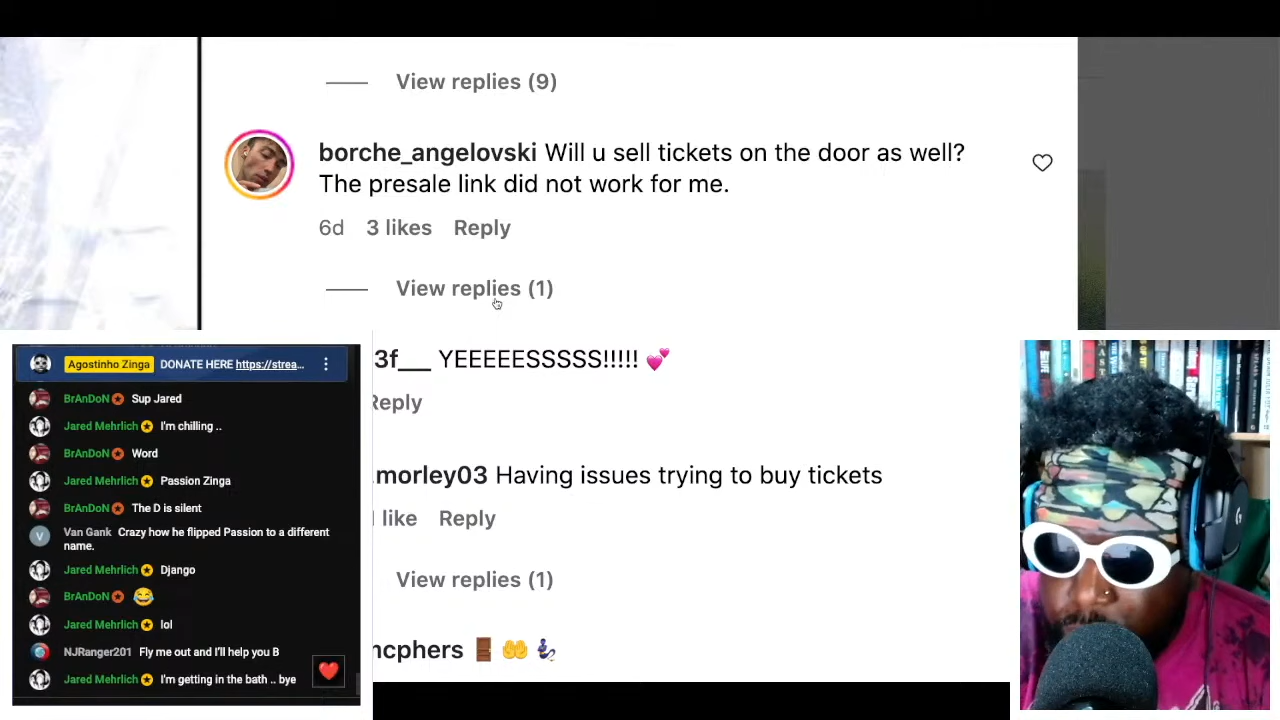 View replies (9)
borche_angelovski Will u sell tickets on the door as well?
The presale link did not work for me.
6d 3 likes Reply
View replies (1)
3f___ YEEEEESSSSS!!!!! 💕
Reply
.morley03 Having issues trying to buy tickets
like Reply
View replies (1)
mcphers 🚪 🤲
Agostinho Zinga DONATE HERE https://strea...
BrAnDoN Sup Jared
Jared Mehrlich I'm chilling ..
BrAnDoN Word
Jared Mehrlich Passion Zinga
BrAnDoN The D is silent
V Van Gank Crazy how he flipped Passion to a different
name.
Jared Mehrlich Django
BrAnDoN 😂
Jared Mehrlich lol
NJRanger201 Fly me out and I'll help you B
Jared Mehrlich I'm getting in the bath .. bye